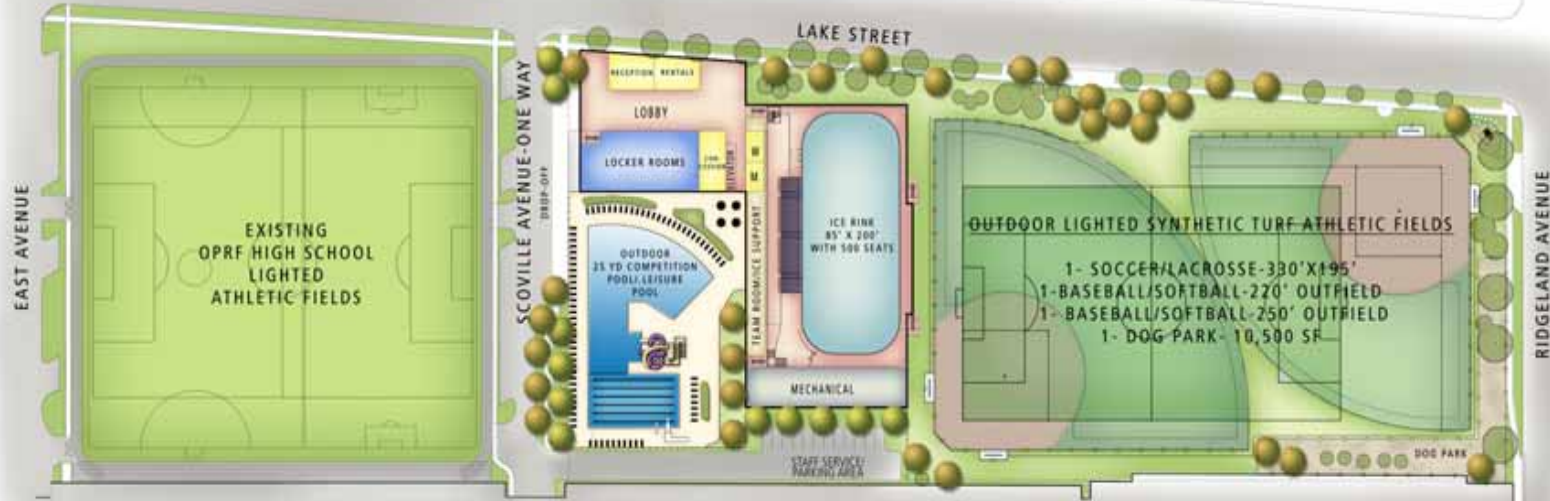 LAKE STREET
EAST AVENUE
EXISTING
OPRF HIGH SCHOOL
LIGHTED
ATHLETIC FIELDS
SCOVILLE AVENUE-ONE WAY
DROP-OFF
RECEPTION RENTALS
LOBBY
LOCKER ROOMS
ELEVATOR
OUTDOOR
25 YD COMPETITION
POOL/LEISURE
POOL
TEAM ROOM/ICE SUPPORT
ICE RINK
85' X 200'
WITH 500 SEATS
MECHANICAL
STAFF SERVICE/
PARKING AREA
OUTDOOR LIGHTED SYNTHETIC TURF ATHLETIC FIELDS
1- SOCCER/LACROSSE-330'X195'
1-BASEBALL/SOFTBALL-220' OUTFIELD
1- BASEBALL/SOFTBALL-250' OUTFIELD
1- DOG PARK- 10,500 SF
DOG PARK
RIDGELAND AVENUE